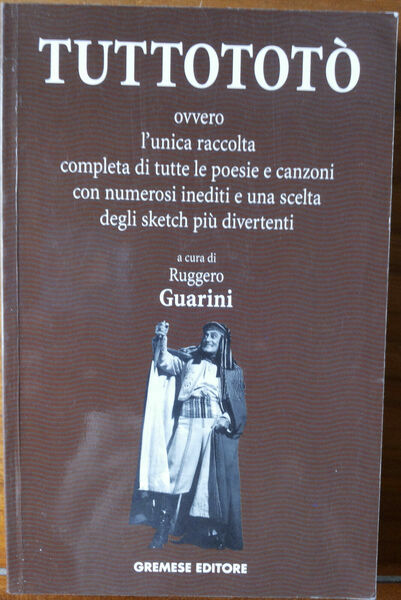 TUTTOTOTÒ
ovvero
l'unica raccolta
completa di tutte le poesie e canzoni
con numerosi inediti e una scelta
degli sketch più divertenti
a cura di
Ruggero
Guarini
GREMESE EDITORE